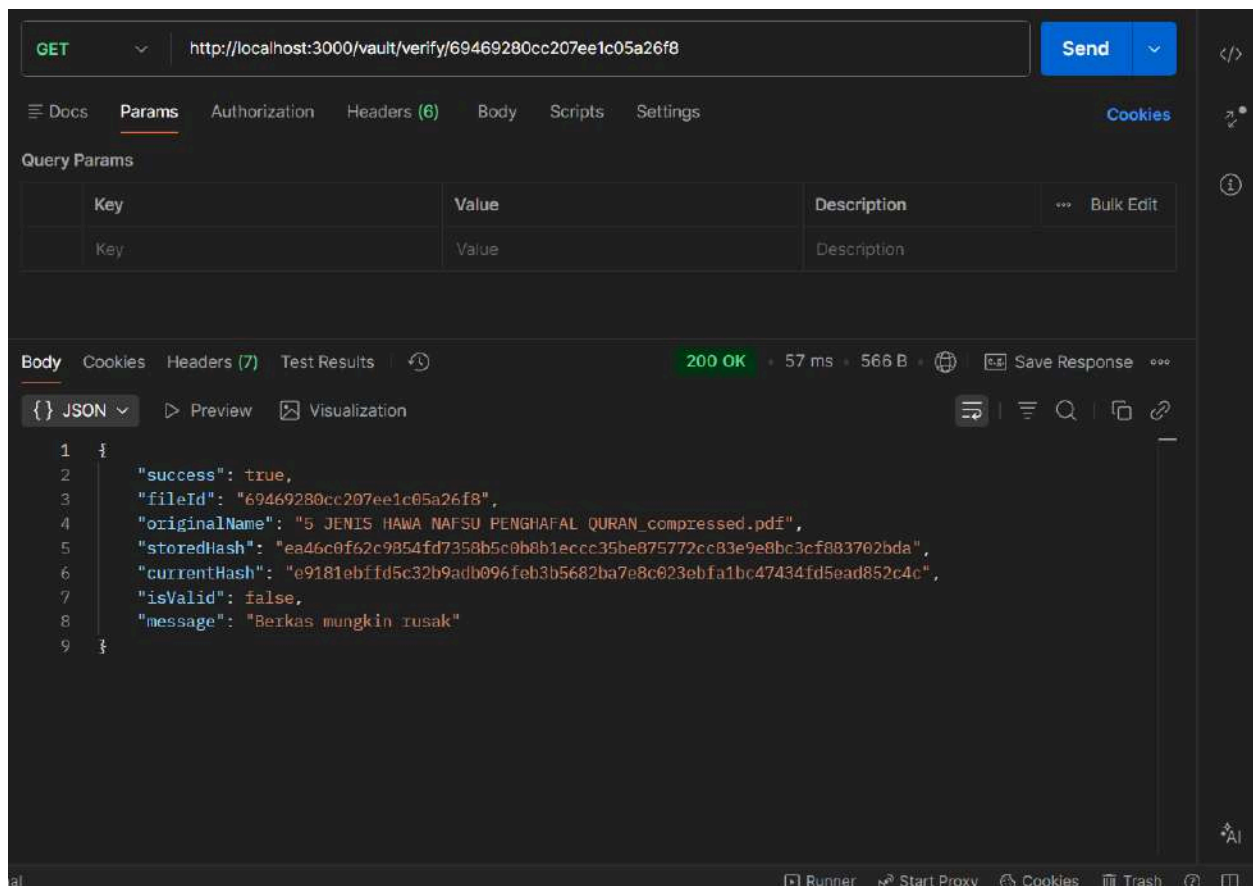 GET http://localhost:3000/vault/verify/69469280cc207ee1c05a26f8 Send
Docs Params Authorization Headers (6) Body Scripts Settings Cookies
Query Params
Key Value Description Bulk Edit
Key Value Description
Body Cookies Headers (7) Test Results 200 OK 57 ms 566 B Save Response
{} JSON Preview Visualization
1 {
2 "success": true,
3 "fileId": "69469280cc207ee1c05a26f8",
4 "originalName": "5 JENIS HAWA NAFSU PENGHAFAL QURAN_compressed.pdf",
5 "storedHash": "ea46c0f62c9854fd7358b5c0b8b1eccc35be875772cc83e9e8bc3cf883702bda",
6 "currentHash": "e9181ebffd5c32b9adb096feb3b5682ba7e8c023ebfa1bc47434fd5ead852c4c",
7 "isValid": false,
8 "message": "Berkas mungkin rusak"
9 }
AI
Runner Start Proxy Cookies Trash